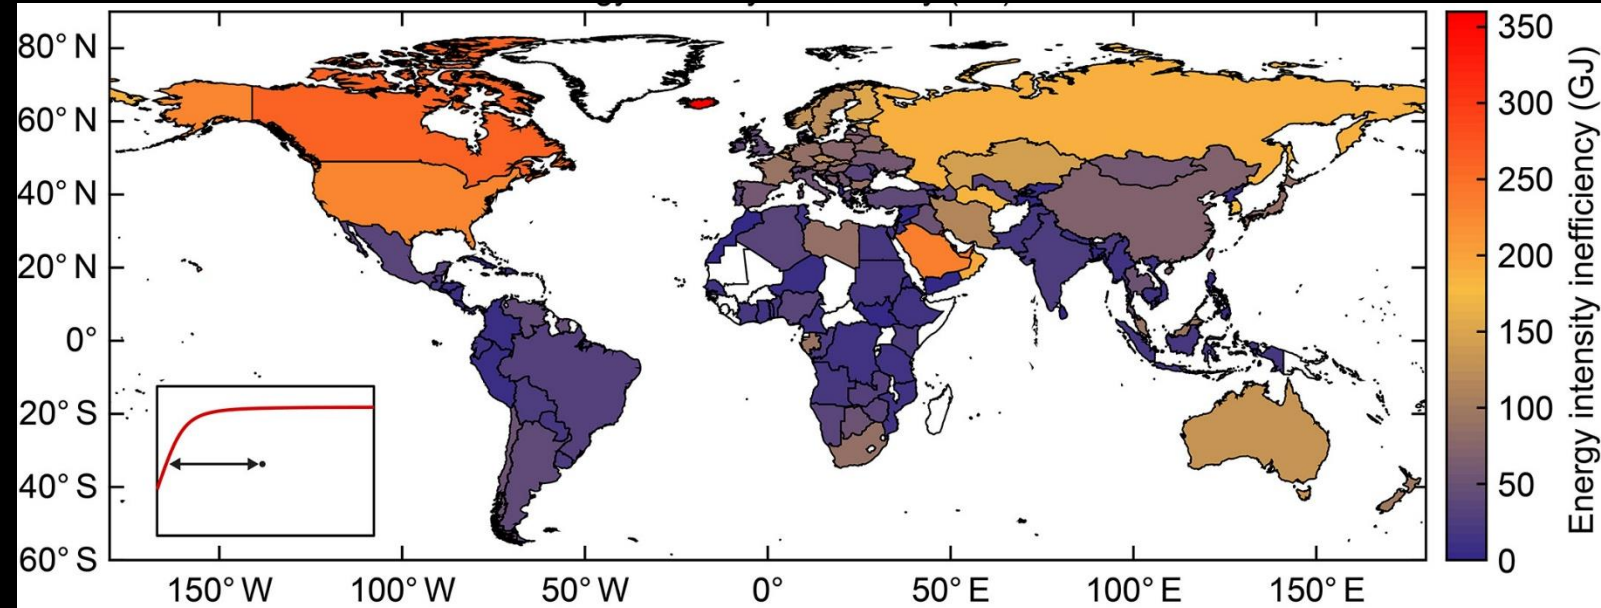 80° N
60° N
40° N
20° N
0°
20° S
40° S
60° S
150° W
100° W
50° W
0°
50° E
100° E
150° E
350
300
250
200
150
100
50
0
Energy intensity inefficiency (GJ)